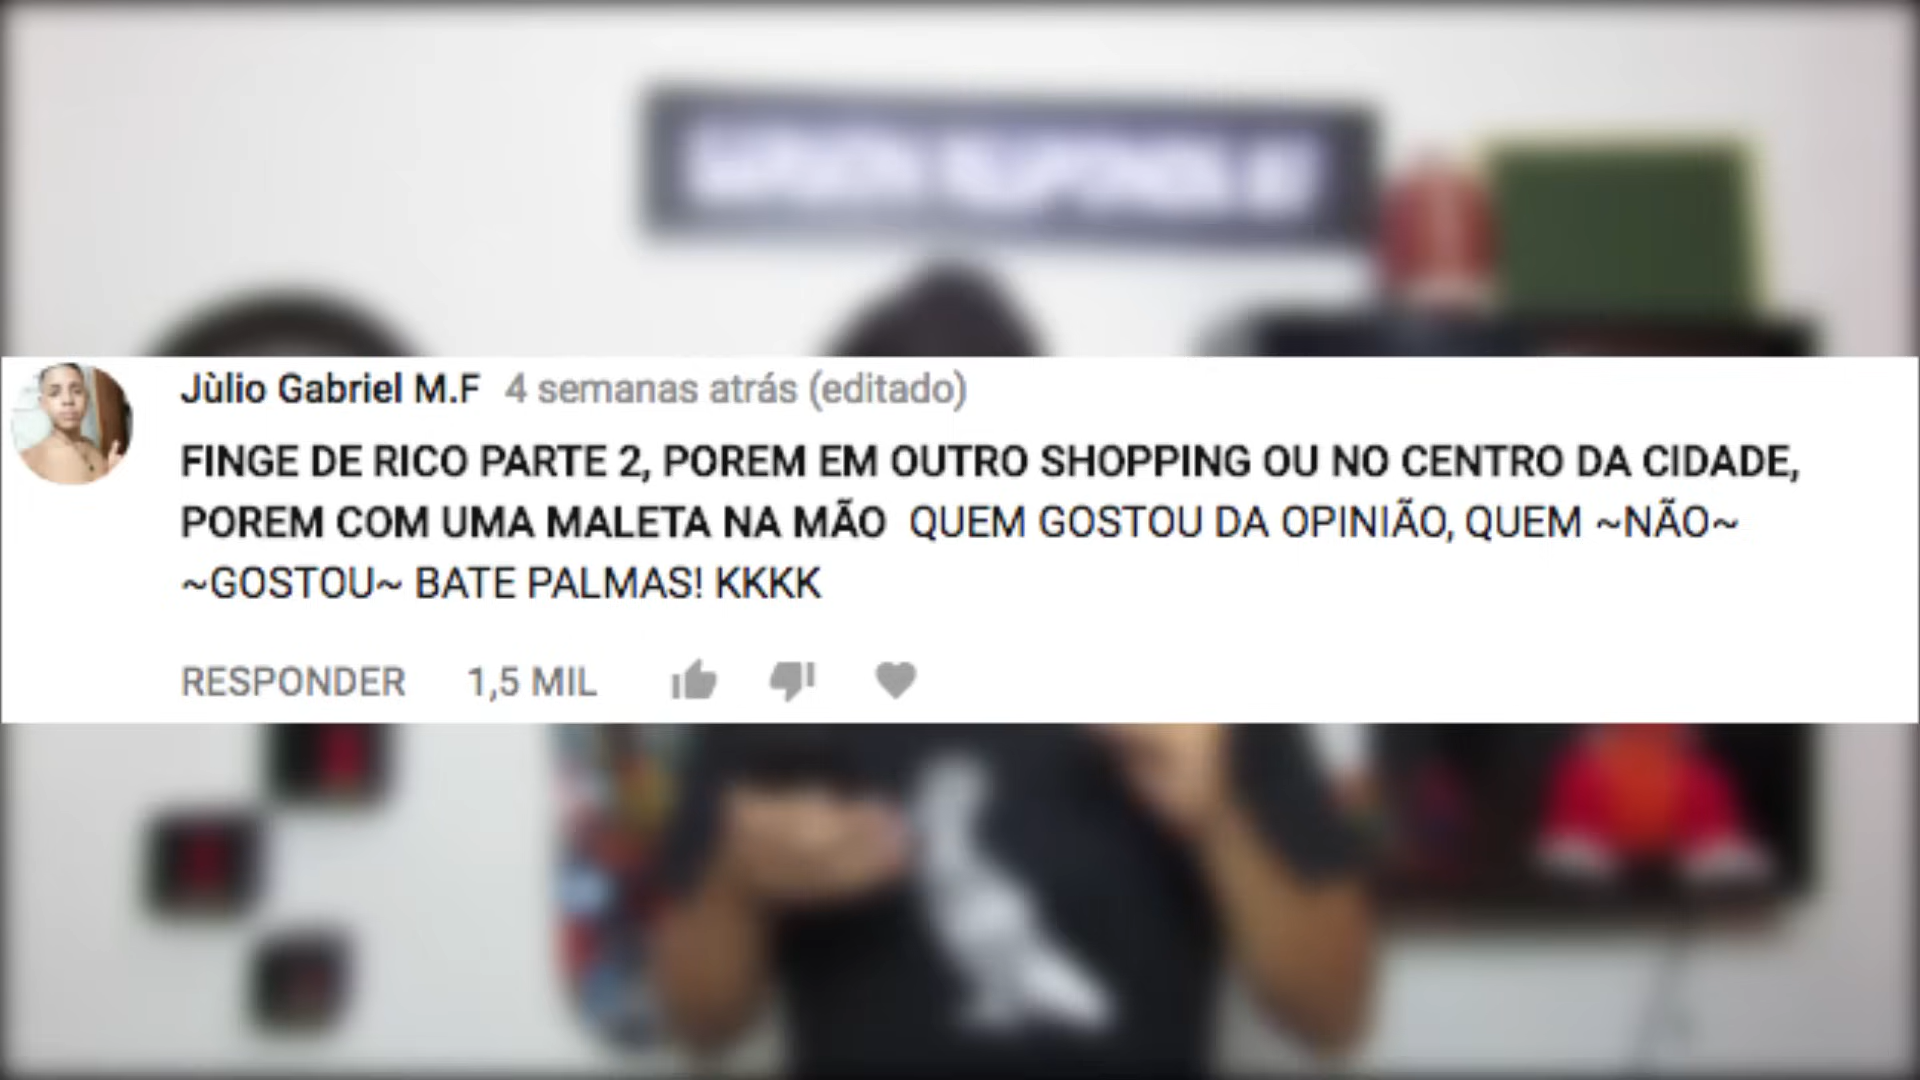 Jùlio Gabriel M.F 4 semanas atrás (editado)
FINGE DE RICO PARTE 2, POREM EM OUTRO SHOPPING OU NO CENTRO DA CIDADE,
POREM COM UMA MALETA NA MÃO QUEM GOSTOU DA OPINIÃO, QUEM ~NÃO~
~GOSTOU~ BATE PALMAS! KKKK
RESPONDER 1,5 MIL